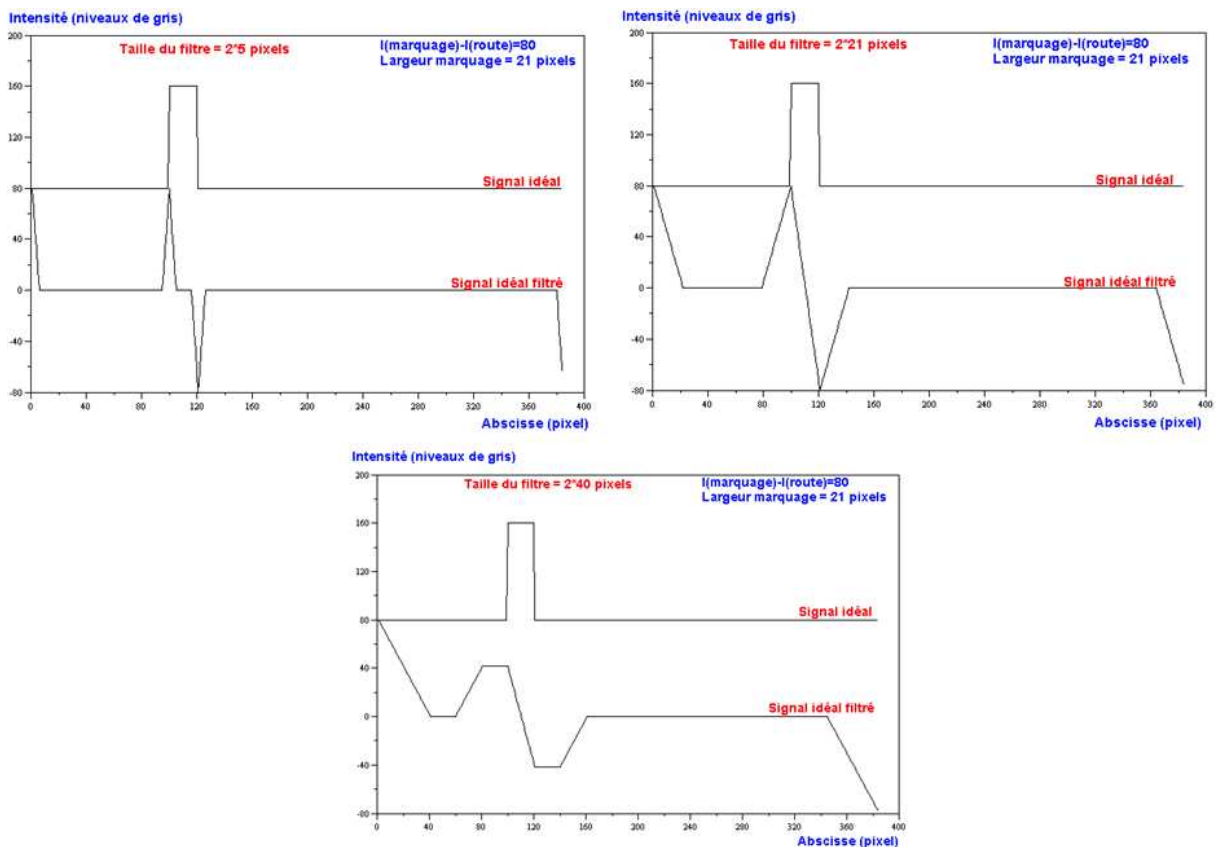 Intensité (niveaux de gris)
Taille du filtre = 2*5 pixels
I(marquage)-I(route)=80
Largeur marquage = 21 pixels
200
160
120
80
40
0
-40
-80
Signal idéal
Signal idéal filtré
0 40 80 120 160 200 240 280 320 360 400
Abscisse (pixel)
Intensité (niveaux de gris)
Taille du filtre = 2*21 pixels
I(marquage)-I(route)=80
Largeur marquage = 21 pixels
200
160
120
80
40
0
-40
-80
Signal idéal
Signal idéal filtré
0 40 80 120 160 200 240 280 320 360 400
Abscisse (pixel)
Intensité (niveaux de gris)
Taille du filtre = 2*40 pixels
I(marquage)-I(route)=80
Largeur marquage = 21 pixels
200
160
120
80
40
0
-40
-80
Signal idéal
Signal idéal filtré
0 40 80 120 160 200 240 280 320 360 400
Abscisse (pixel)